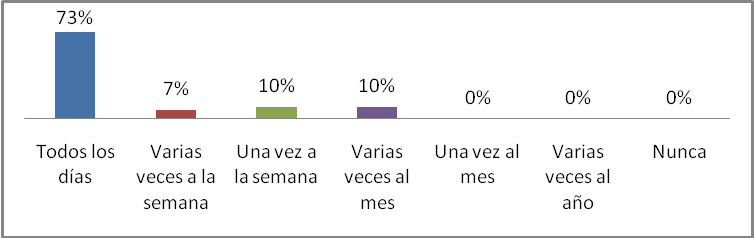 73%
7%
10%
10%
0%
0%
0%
Todos los
días
Varias
veces a la
semana
Una vez a
la semana
Varias
veces al
mes
Una vez al
mes
Varias
veces al
año
Nunca